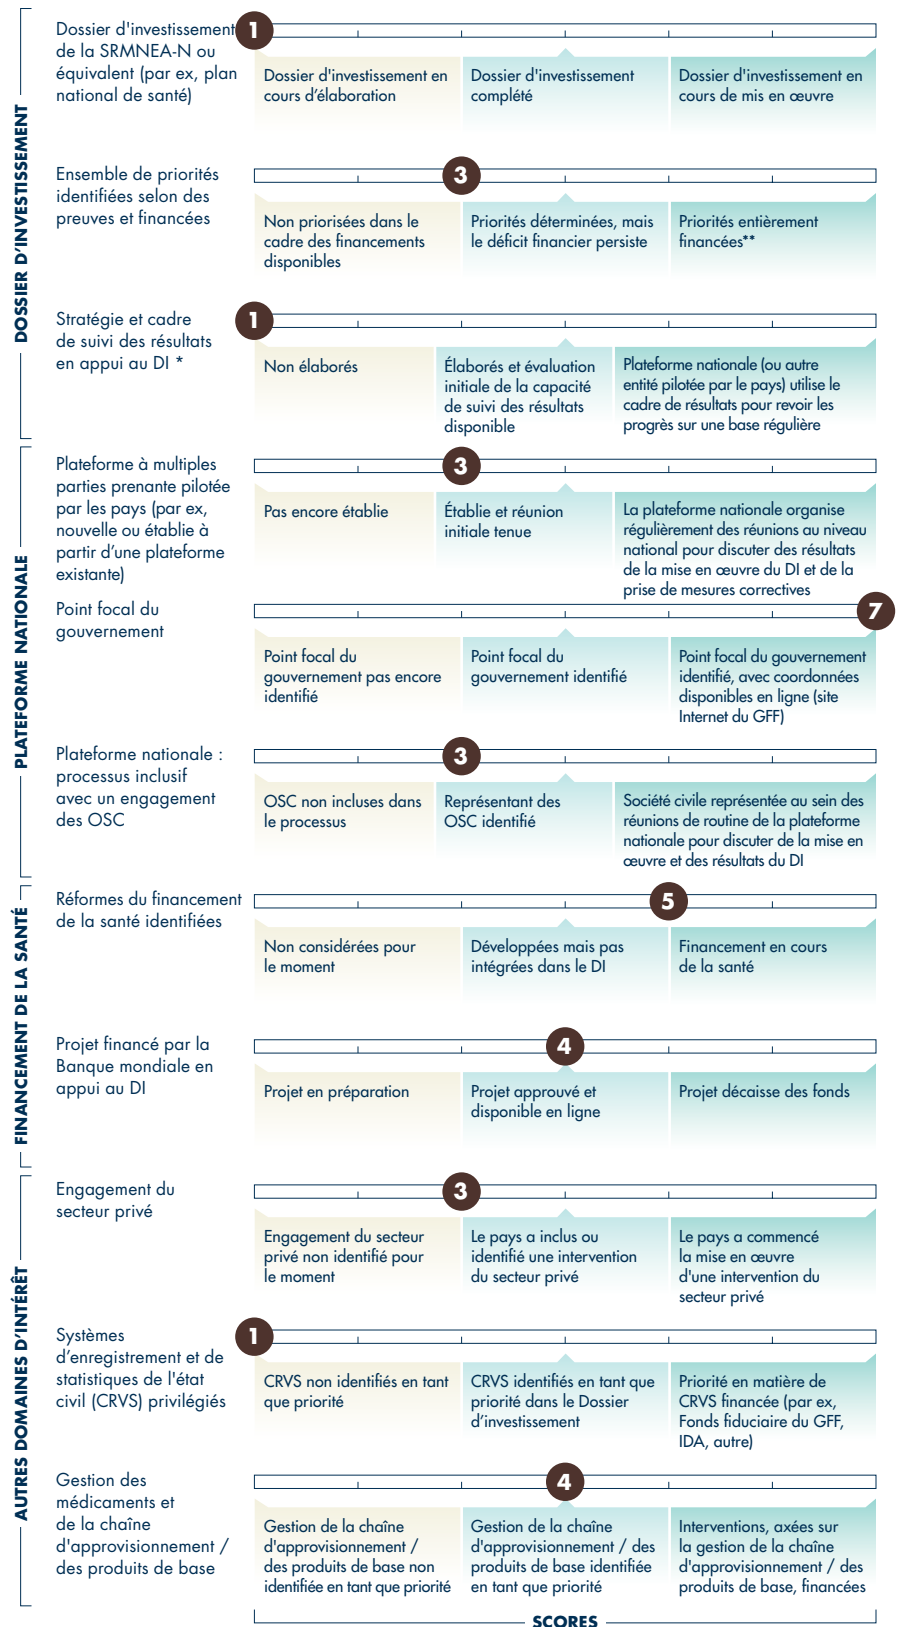 DOSSIER D'INVESTISSEMENT
Dossier d'investissement
de la SRMNEA-N ou
équivalent (par ex, plan
national de santé)
1
Dossier d'investissement en
cours d’élaboration
Dossier d'investissement
complété
Dossier d'investissement en
cours de mis en œuvre
Ensemble de priorités
identifiées selon des
preuves et financées
3
Non priorisées dans le
cadre des financements
disponibles
Priorités déterminées, mais
le déficit financier persiste
Priorités entièrement
financées**
Stratégie et cadre
de suivi des résultats
en appui au DI *
1
Non élaborés
Élaborés et évaluation
initiale de la capacité
de suivi des résultats
disponible
Plateforme nationale (ou autre
entité pilotée par le pays) utilise le
cadre de résultats pour revoir les
progrès sur une base régulière
PLATEFORME NATIONALE
Plateforme à multiples
parties prenante pilotée
par les pays (par ex,
nouvelle ou établie à
partir d’une plateforme
existante)
3
Pas encore établie
Établie et réunion
initiale tenue
La plateforme nationale organise
régulièrement des réunions au niveau
national pour discuter des résultats
de la mise en œuvre du DI et de la
prise de mesures correctives
Point focal du
gouvernement
7
Point focal du
gouvernement pas encore
identifié
Point focal du
gouvernement identifié
Point focal du gouvernement
identifié, avec coordonnées
disponibles en ligne (site
Internet du GFF)
Plateforme nationale :
processus inclusif
avec un engagement
des OSC
3
OSC non incluses dans
le processus
Représentant des
OSC identifié
Société civile représentée au sein des
réunions de routine de la plateforme
nationale pour discuter de la mise en
œuvre et des résultats du DI
FINANCEMENT DE LA SANTÉ
Réformes du financement
de la santé identifiées
5
Non considérées pour
le moment
Développées mais pas
intégrées dans le DI
Financement en cours
de la santé
Projet financé par la
Banque mondiale en
appui au DI
4
Projet en préparation
Projet approuvé et
disponible en ligne
Projet décaisse des fonds
AUTRES DOMAINES D’INTÉRÊT
Engagement du
secteur privé
3
Engagement du secteur
privé non identifié pour
le moment
Le pays a inclus ou
identifié une intervention
du secteur privé
Le pays a commencé
la mise en œuvre
d'une intervention du
secteur privé
Systèmes
d’enregistrement et de
statistiques de l'état
civil (CRVS) privilégiés
1
CRVS non identifiés en tant
que priorité
CRVS identifiés en tant que
priorité dans le Dossier
d’investissement
Priorité en matière de
CRVS financée (par ex,
Fonds fiduciaire du GFF,
IDA, autre)
Gestion des
médicaments et
de la chaîne
d'approvisionnement /
des produits de base
4
Gestion de la chaîne
d'approvisionnement /
des produits de base non
identifiée en tant que priorité
Gestion de la chaîne
d'approvisionnement / des
produits de base identifiée
en tant que priorité
Interventions, axées sur
la gestion de la chaîne
d'approvisionnement / des
produits de base, financées
SCORES